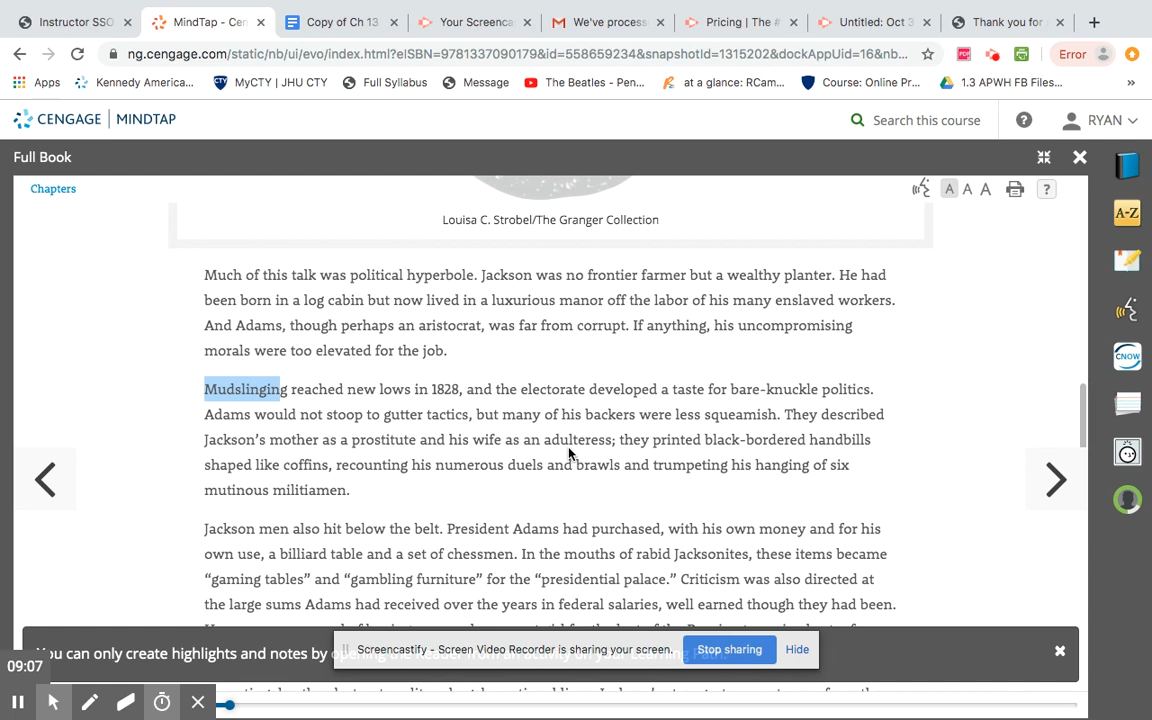 Instructor SSO
MindTap - Cen
Copy of Ch 13
Your Screenca
We've process
Pricing | The #
Untitled: Oct 3
Thank you for
ng.cengage.com/static/nb/ui/evo/index.html?eISBN=9781337090179&id=558659234&snapshotId=1315202&dockAppUid=16&nb...
Error
Apps
Kennedy America...
MyCTY | JHU CTY
Full Syllabus
Message
The Beatles - Pen...
at a glance: RCam...
Course: Online Pr...
1.3 APWH FB Files...
»
CENGAGE | MINDTAP
Search this course
RYAN
Full Book
Chapters
A A A
?
A-Z
CNOW
Louisa C. Strobel/The Granger Collection
Much of this talk was political hyperbole. Jackson was no frontier farmer but a wealthy planter. He had
been born in a log cabin but now lived in a luxurious manor off the labor of his many enslaved workers.
And Adams, though perhaps an aristocrat, was far from corrupt. If anything, his uncompromising
morals were too elevated for the job.
Mudslinging reached new lows in 1828, and the electorate developed a taste for bare-knuckle politics.
Adams would not stoop to gutter tactics, but many of his backers were less squeamish. They described
Jackson’s mother as a prostitute and his wife as an adulteress; they printed black-bordered handbills
shaped like coffins, recounting his numerous duels and brawls and trumpeting his hanging of six
mutinous militiamen.
Jackson men also hit below the belt. President Adams had purchased, with his own money and for his
own use, a billiard table and a set of chessmen. In the mouths of rabid Jacksonites, these items became
“gaming tables” and “gambling furniture” for the “presidential palace.” Criticism was also directed at
the large sums Adams had received over the years in federal salaries, well earned though they had been.
You can only create highlights and notes by
Screencastify - Screen Video Recorder is sharing your screen.
Stop sharing
Hide
09:07